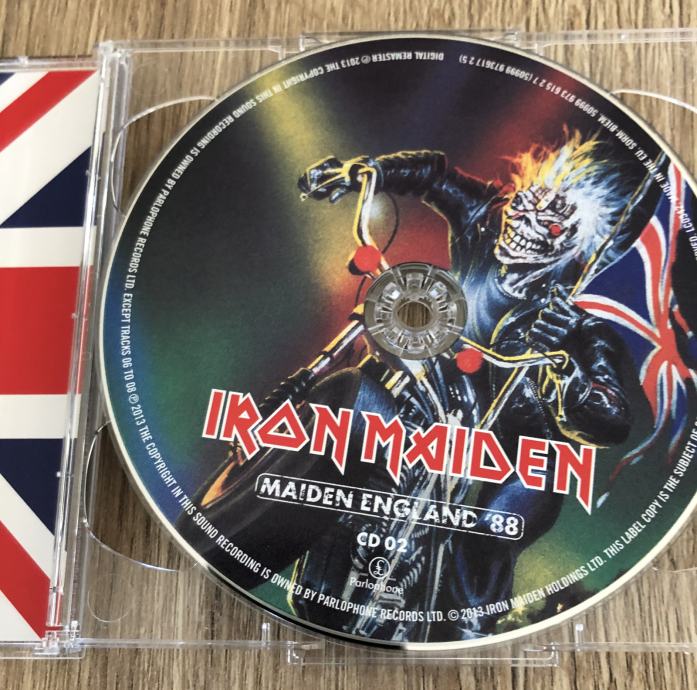 IRON MAIDEN
MAIDEN ENGLAND '88
CD 02
£
Parlophone
DIGITAL REMASTER ℗ 2013 THE COPYRIGHT IN THIS SOUND RECORDING IS OWNED BY PARLOPHONE RECORDS LTD. EXCEPT TRACKS 06 TO 08 ℗ 2013 THE COPYRIGHT IN THIS SOUND RECORDING IS OWNED BY PARLOPHONE RECORDS LTD. © 2013 IRON MAIDEN HOLDINGS LTD. THIS LABEL COPY IS THE SUBJECT
MADE IN THE EU SDRM-BIEM 50999 973 615 2 7 (50999 973617 2 5)